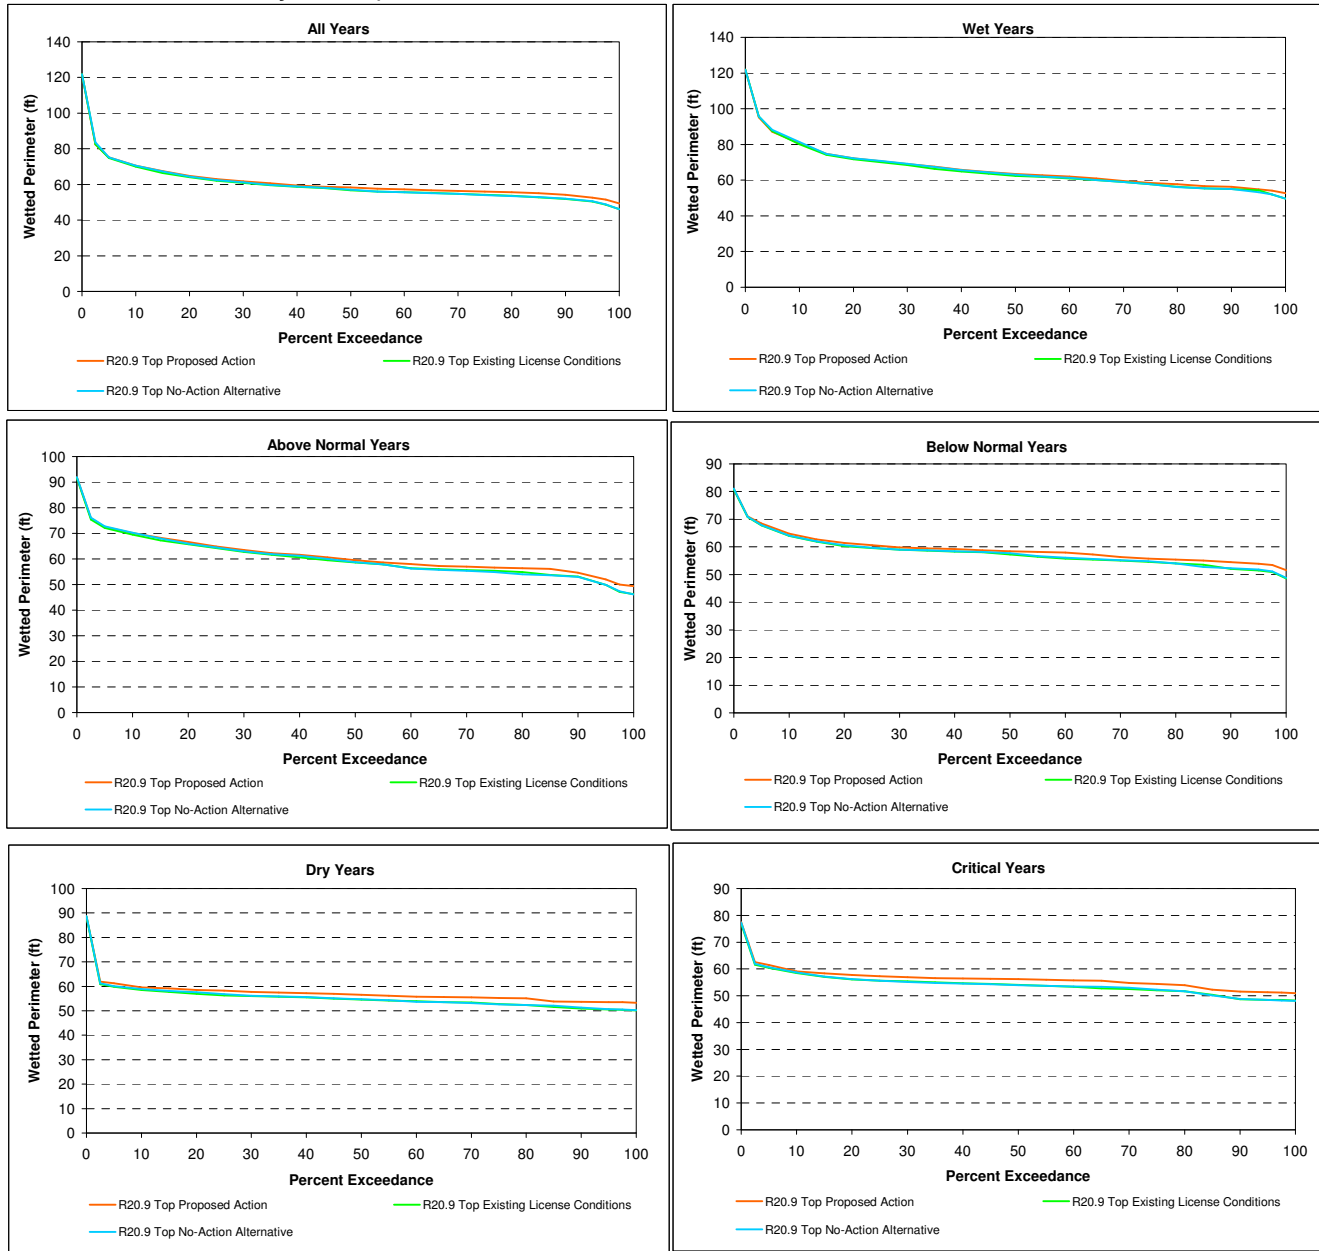 All Years
140
120
100
80
60
40
20
0
Wetted Perimeter (ft)
0 10 20 30 40 50 60 70 80 90 100
Percent Exceedance
R20.9 Top Proposed Action R20.9 Top Existing License Conditions
R20.9 Top No-Action Alternative
Wet Years
140
120
100
80
60
40
20
0
Wetted Perimeter (ft)
0 10 20 30 40 50 60 70 80 90 100
Percent Exceedance
R20.9 Top Proposed Action R20.9 Top Existing License Conditions
R20.9 Top No-Action Alternative
Above Normal Years
100
90
80
70
60
50
40
30
20
10
0
Wetted Perimeter (ft)
0 10 20 30 40 50 60 70 80 90 100
Percent Exceedance
R20.9 Top Proposed Action R20.9 Top Existing License Conditions
R20.9 Top No-Action Alternative
Below Normal Years
90
80
70
60
50
40
30
20
10
0
Wetted Perimeter (ft)
0 10 20 30 40 50 60 70 80 90 100
Percent Exceedance
R20.9 Top Proposed Action R20.9 Top Existing License Conditions
R20.9 Top No-Action Alternative
Dry Years
100
90
80
70
60
50
40
30
20
10
0
Wetted Perimeter (ft)
0 10 20 30 40 50 60 70 80 90 100
Percent Exceedance
R20.9 Top Proposed Action R20.9 Top Existing License Conditions
R20.9 Top No-Action Alternative
Critical Years
90
80
70
60
50
40
30
20
10
0
Wetted Perimeter (ft)
0 10 20 30 40 50 60 70 80 90 100
Percent Exceedance
R20.9 Top Proposed Action R20.9 Top Existing License Conditions
R20.9 Top No-Action Alternative